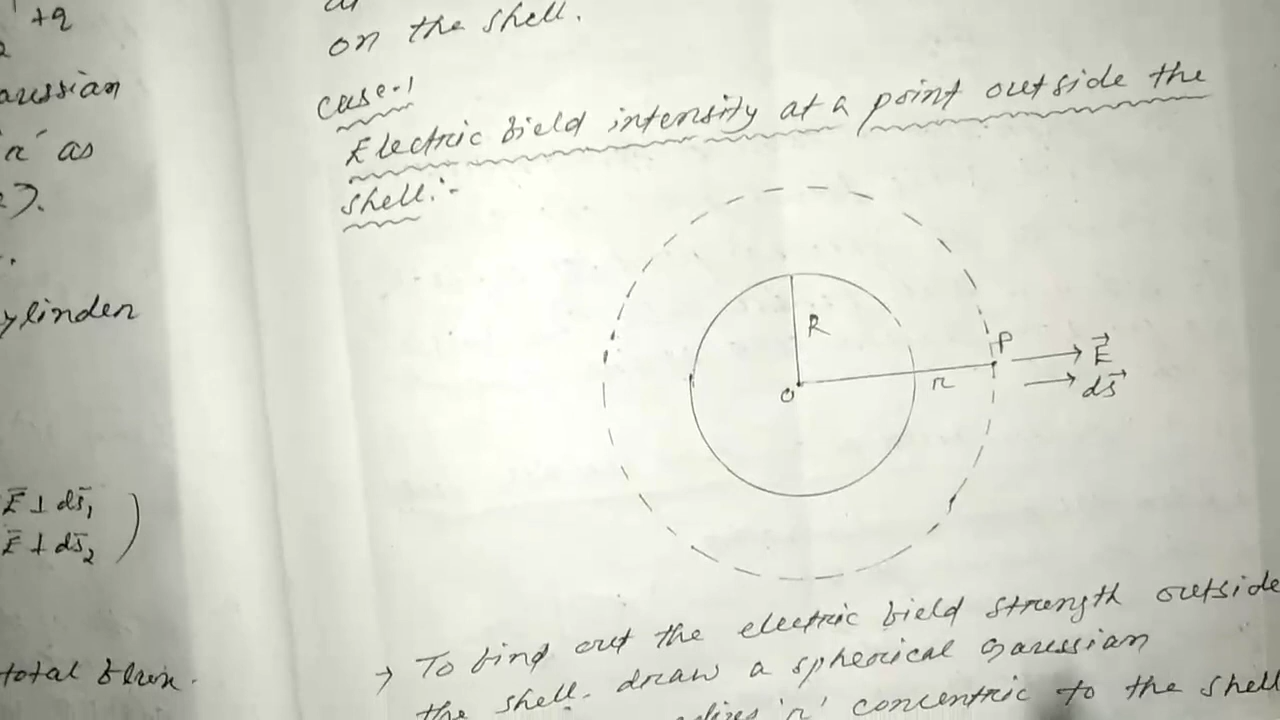 +q
on the shell.
aussian
case-1
Electric field intensity at a point outside the
r as
shell:-
R
P
E
ds
O
r
ylinder
E ⊥ ds1
E ⊥ ds2
→ To find out the electric field strength outside
the shell. draw a spherical Gaussian
total flux.
'r' concentric to the shell